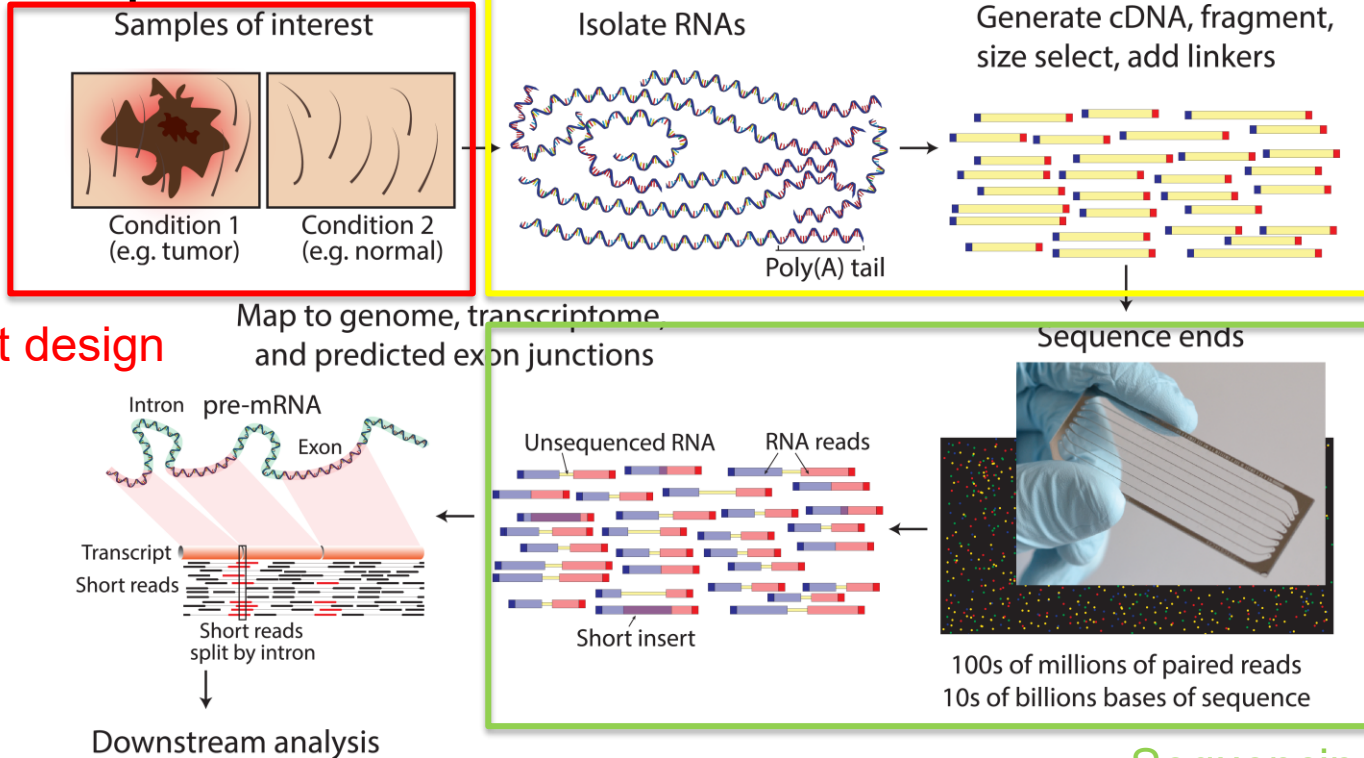 Samples of interest
Condition 1
(e.g. tumor)
Condition 2
(e.g. normal)
Isolate RNAs
Poly(A) tail
Generate cDNA, fragment,
size select, add linkers
t design
Map to genome, transcriptome,
and predicted exon junctions
Intron
pre-mRNA
Exon
Transcript
Short reads
Short reads
split by intron
Downstream analysis
Unsequenced RNA
RNA reads
Short insert
Sequence ends
100s of millions of paired reads
10s of billions bases of sequence